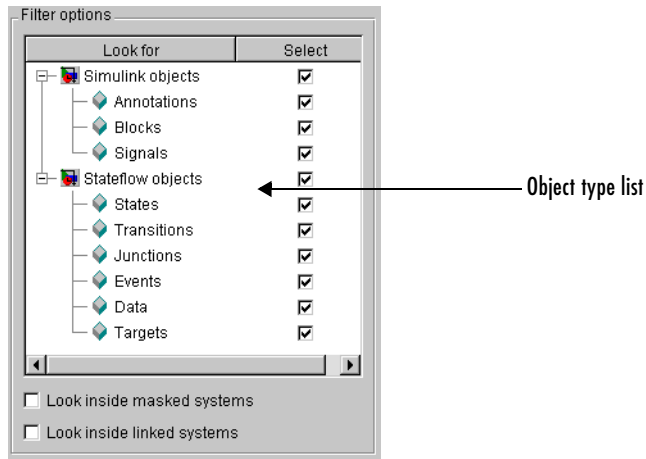 Filter options
Look for Select
Simulink objects
Annotations
Blocks
Signals
Stateflow objects
Object type list
States
Transitions
Junctions
Events
Data
Targets
Look inside masked systems
Look inside linked systems